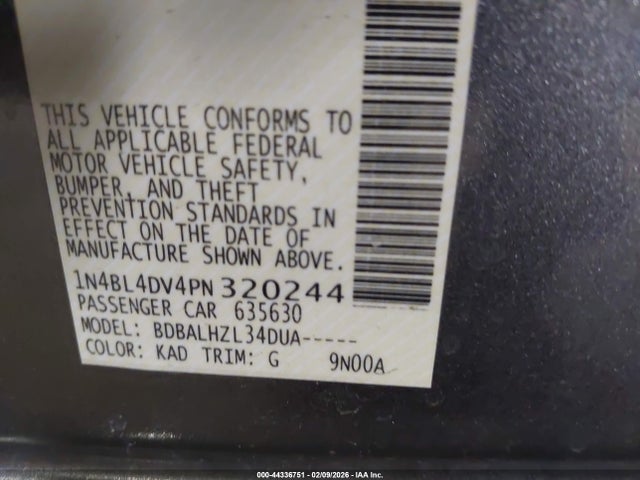 THIS VEHICLE CONFORMS TO
ALL APPLICABLE FEDERAL
MOTOR VEHICLE SAFETY,
BUMPER, AND THEFT
PREVENTION STANDARDS IN
EFFECT ON THE DATE OF
MANUFACTURE SHOWN ABOVE.
1N4BL4DV4PN 320244
PASSENGER CAR 635630
MODEL: BDBALHZL34DUA-----
COLOR: KAD TRIM: G 9N00A
000-44336751 - 02/09/2026 - IAA Inc.